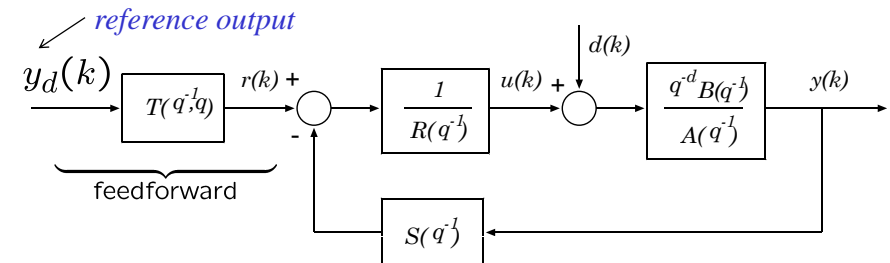 reference output
d(k)
y_d(k)
r(k) +
u(k) +
y(k)
T(q^{-1},q)
1
R(q^{-1})
q^{-d}B(q^{-1})
A(q^{-1})
-
feedforward
S(q^{-1})